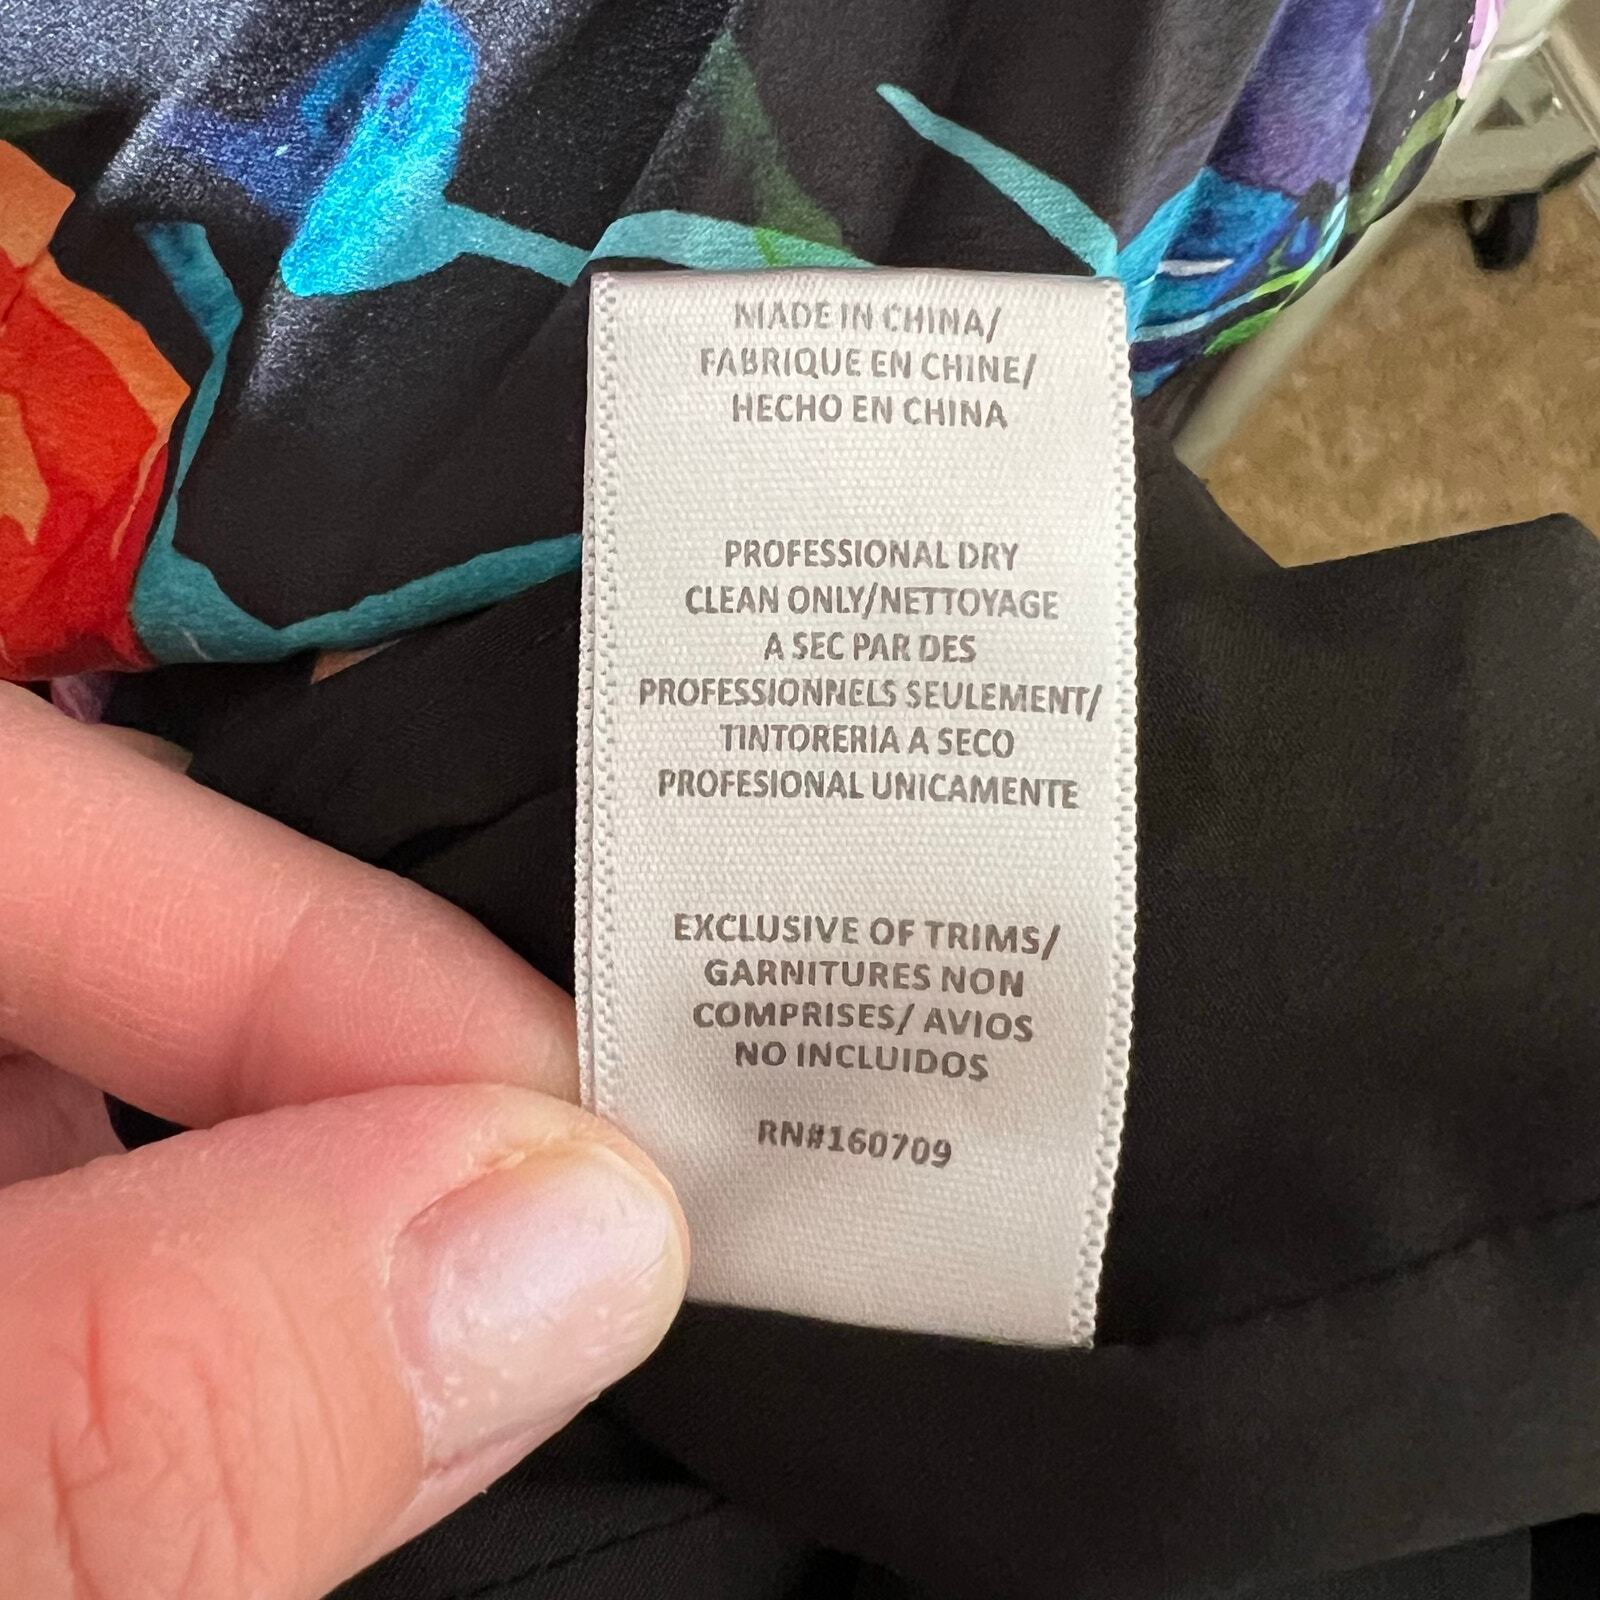 MADE IN CHINA/
FABRIQUE EN CHINE/
HECHO EN CHINA
PROFESSIONAL DRY
CLEAN ONLY/NETTOYAGE
A SEC PAR DES
PROFESSIONNELS SEULEMENT/
TINTORERIA A SECO
PROFESIONAL UNICAMENTE
EXCLUSIVE OF TRIMS/
GARNITURES NON
COMPRISES/ AVIOS
NO INCLUIDOS
RN#160709